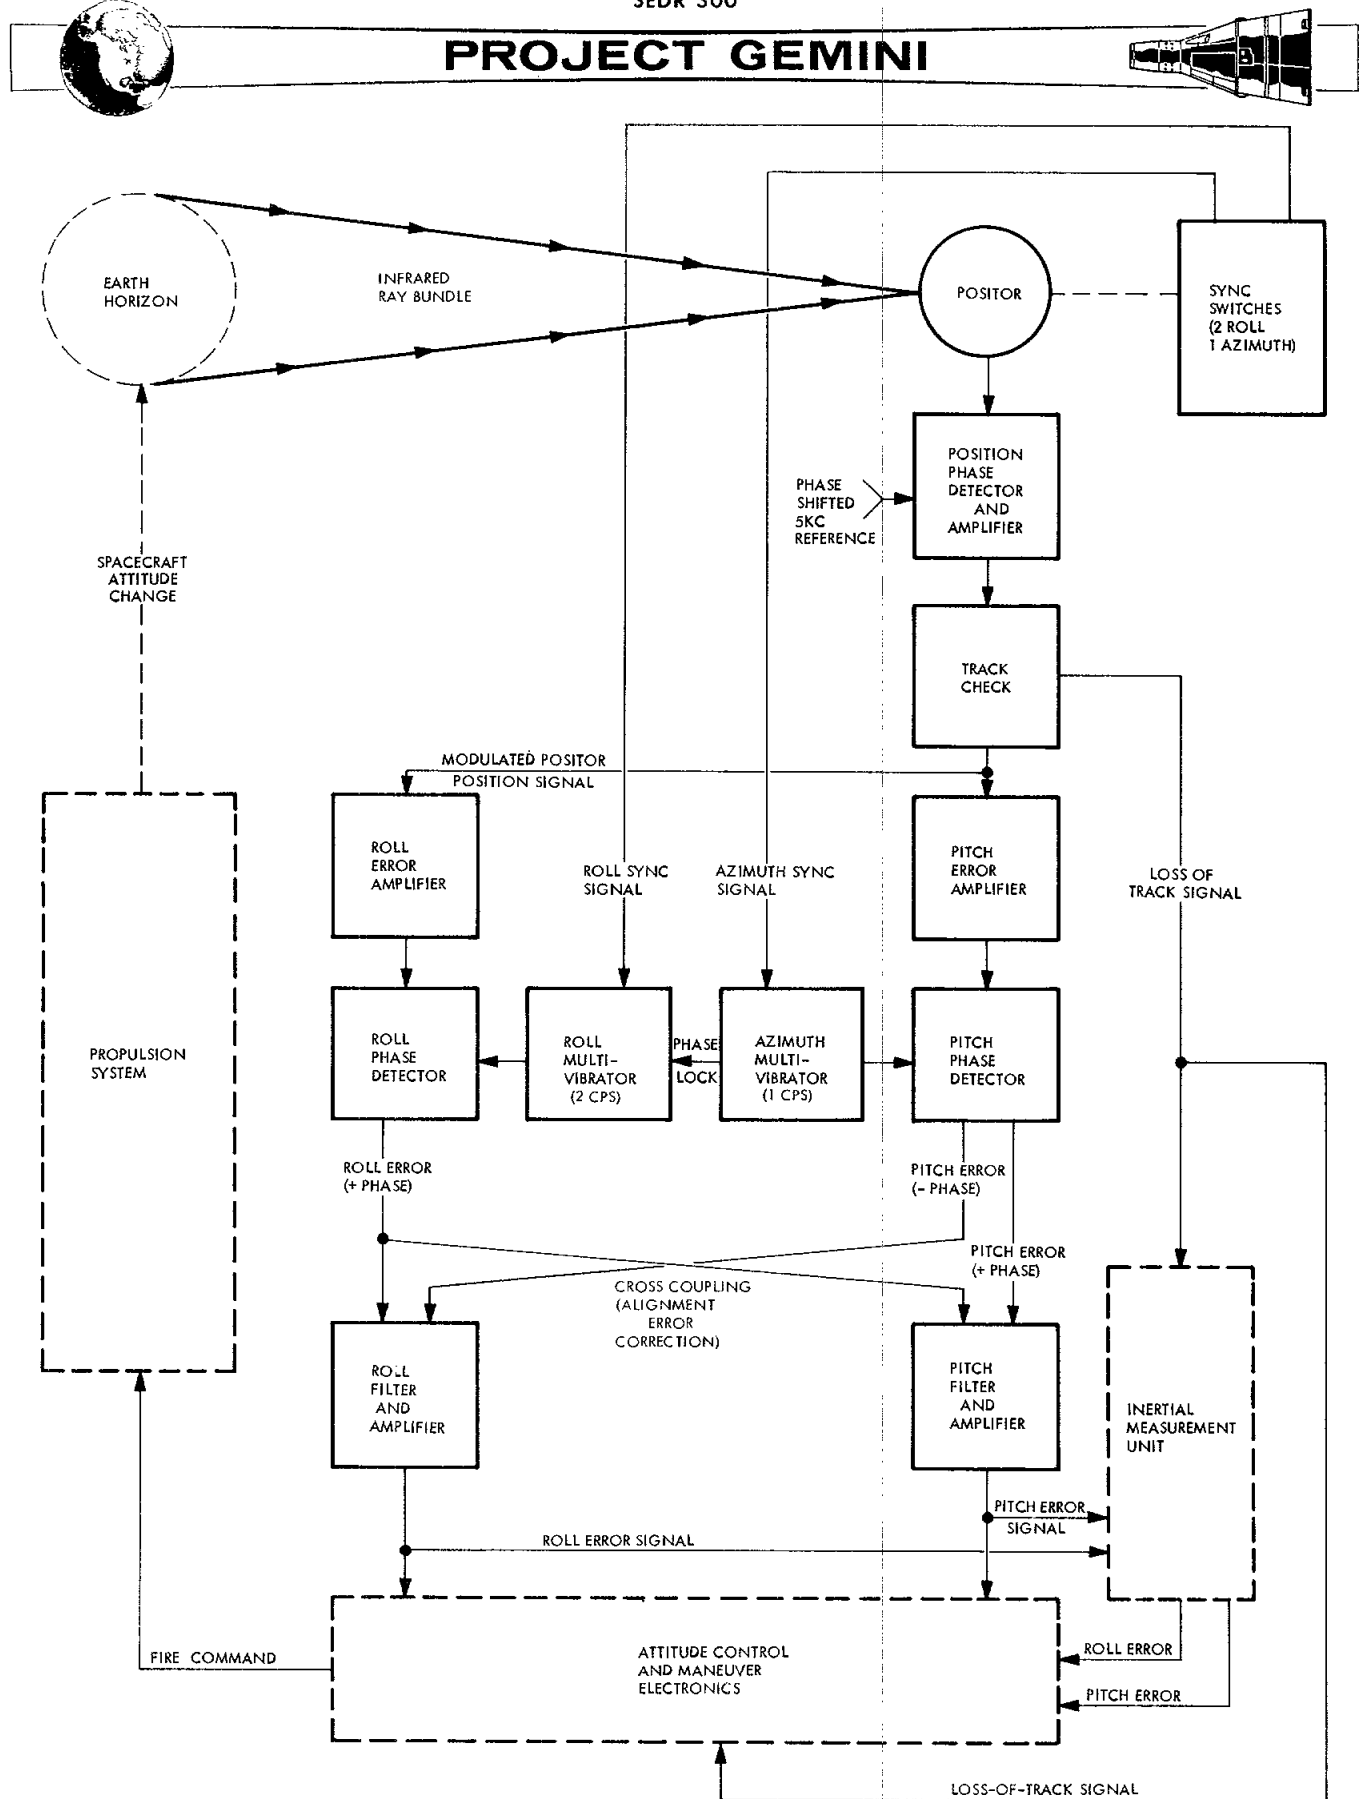 SEDR 300
PROJECT GEMINI
EARTH
HORIZON
INFRARED
RAY BUNDLE
POSITOR
SYNC
SWITCHES
(2 ROLL
1 AZIMUTH)
POSITION
PHASE
DETECTOR
AND
AMPLIFIER
PHASE
SHIFTED
5KC
REFERENCE
SPACECRAFT
ATTITUDE
CHANGE
TRACK
CHECK
MODULATED POSITOR
POSITION SIGNAL
ROLL
ERROR
AMPLIFIER
ROLL SYNC
SIGNAL
AZIMUTH SYNC
SIGNAL
PITCH
ERROR
AMPLIFIER
LOSS OF
TRACK SIGNAL
PROPULSION
SYSTEM
ROLL
PHASE
DETECTOR
ROLL
MULTI-
VIBRATOR
(2 CPS)
PHASE
LOCK
AZIMUTH
MULTI-
VIBRATOR
(1 CPS)
PITCH
PHASE
DETECTOR
ROLL ERROR
(+ PHASE)
PITCH ERROR
(- PHASE)
PITCH ERROR
(+ PHASE)
CROSS COUPLING
(ALIGNMENT
ERROR
CORRECTION)
ROLL
FILTER
AND
AMPLIFIER
PITCH
FILTER
AND
AMPLIFIER
INERTIAL
MEASUREMENT
UNIT
PITCH ERROR
SIGNAL
ROLL ERROR SIGNAL
FIRE COMMAND
ATTITUDE CONTROL
AND MANEUVER
ELECTRONICS
ROLL ERROR
PITCH ERROR
LOSS-OF-TRACK SIGNAL